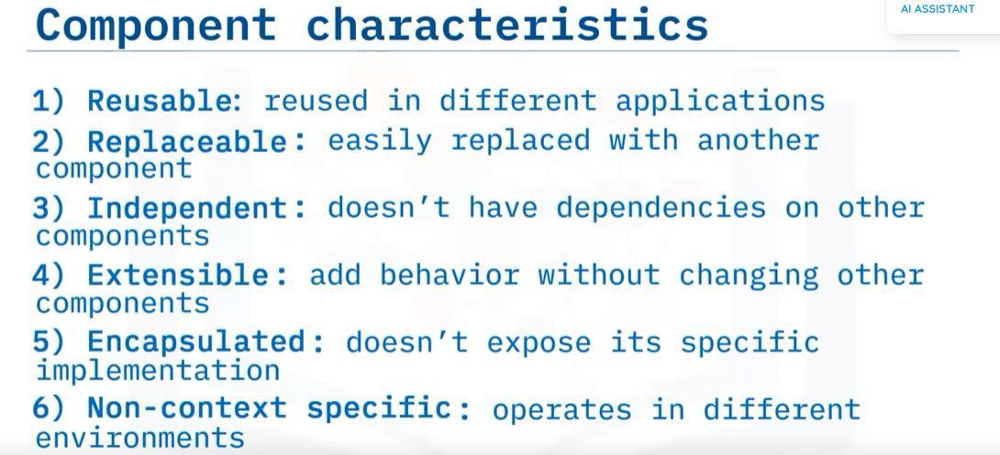 AI ASSISTANT
Component characteristics
1) Reusable: reused in different applications
2) Replaceable: easily replaced with another
component
3) Independent: doesn’t have dependencies on other
components
4) Extensible: add behavior without changing other
components
5) Encapsulated: doesn’t expose its specific
implementation
6) Non-context specific: operates in different
environments